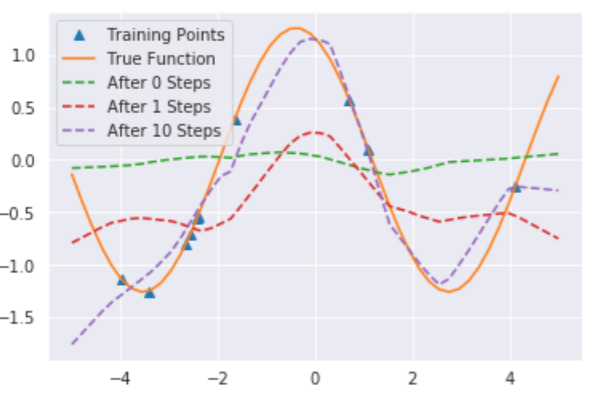 Training Points
True Function
After 0 Steps
After 1 Steps
After 10 Steps
1.0
0.5
0.0
−0.5
−1.0
−1.5
−4 −2 0 2 4